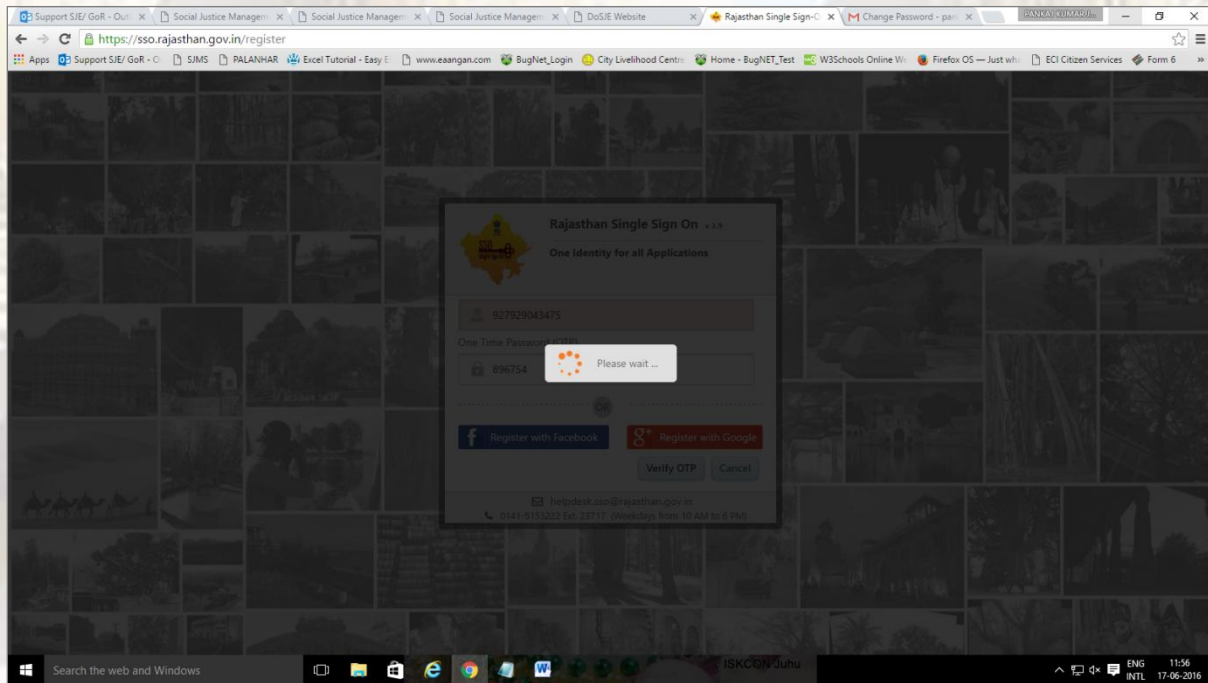 Support SJE/ GoR - Outl
Social Justice Managem
Social Justice Managem
Social Justice Managem
DoSJE Website
Rajasthan Single Sign-O
Change Password - pan
https://sso.rajasthan.gov.in/register
Apps
Support SJE/ GoR - O
SJMS
PALANHAR
Excel Tutorial - Easy E
www.eaangan.com
BugNet_Login
City Livelihood Centre
Home - BugNET_Test
W3Schools Online We
Firefox OS — Just wh
ECI Citizen Services
Form 6
»
Rajasthan Single Sign On v 3.9
One Identity for all Applications
927929043475
One Time Password (OTP)
896754
Please wait ...
OR
Register with Facebook
Register with Google
Verify OTP
Cancel
helpdesk.sso@rajasthan.gov.in
0141-5153222 Ext. 23717 (Weekdays from 10 AM to 6 PM)
ISKCON Juhu
Search the web and Windows
ENG
INTL
11:56
17-06-2016